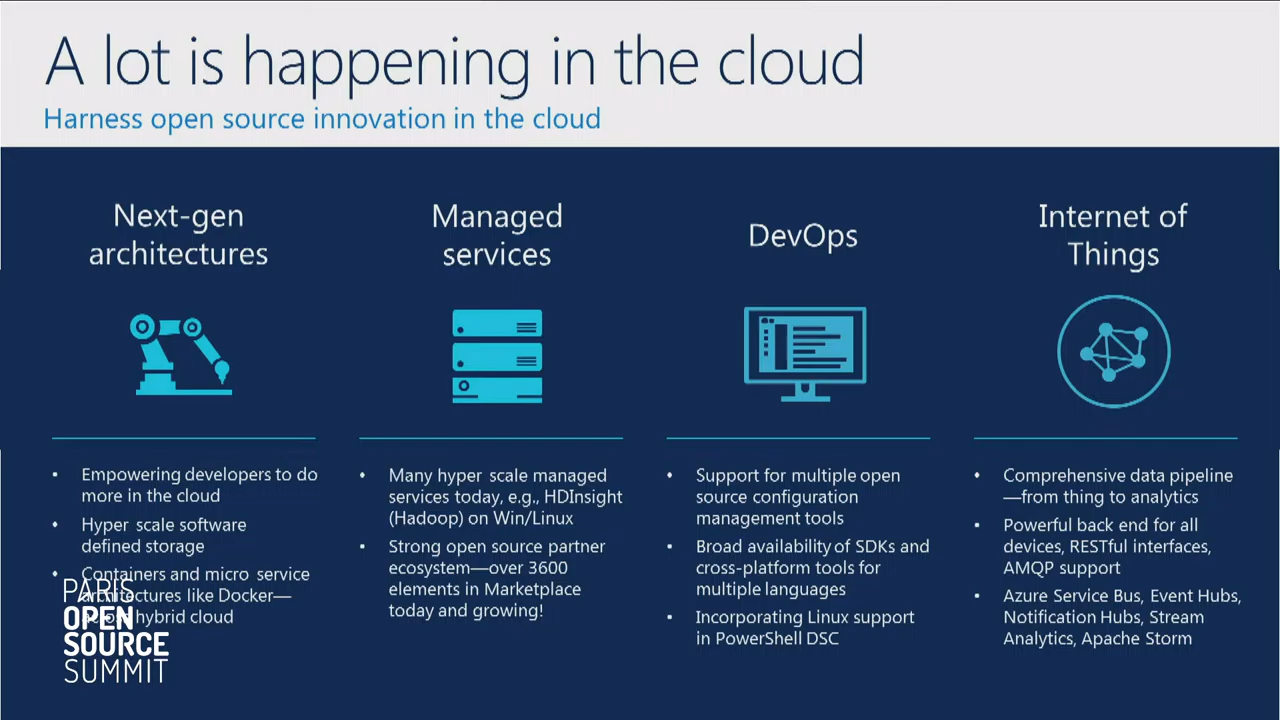 A lot is happening in the cloud
Harness open source innovation in the cloud
Next-gen
architectures
• Empowering developers to do
more in the cloud
• Hyper scale software
defined storage
• Containers and micro service
architectures like Docker—
across hybrid cloud
Managed
services
• Many hyper scale managed
services today, e.g., HDInsight
(Hadoop) on Win/Linux
• Strong open source partner
ecosystem—over 3600
elements in Marketplace
today and growing!
DevOps
• Support for multiple open
source configuration
management tools
• Broad availability of SDKs and
cross-platform tools for
multiple languages
• Incorporating Linux support
in PowerShell DSC
Internet of
Things
• Comprehensive data pipeline
—from thing to analytics
• Powerful back end for all
devices, RESTful interfaces,
AMQP support
• Azure Service Bus, Event Hubs,
Notification Hubs, Stream
Analytics, Apache Storm
PARIS
OPEN
SOURCE
SUMMIT